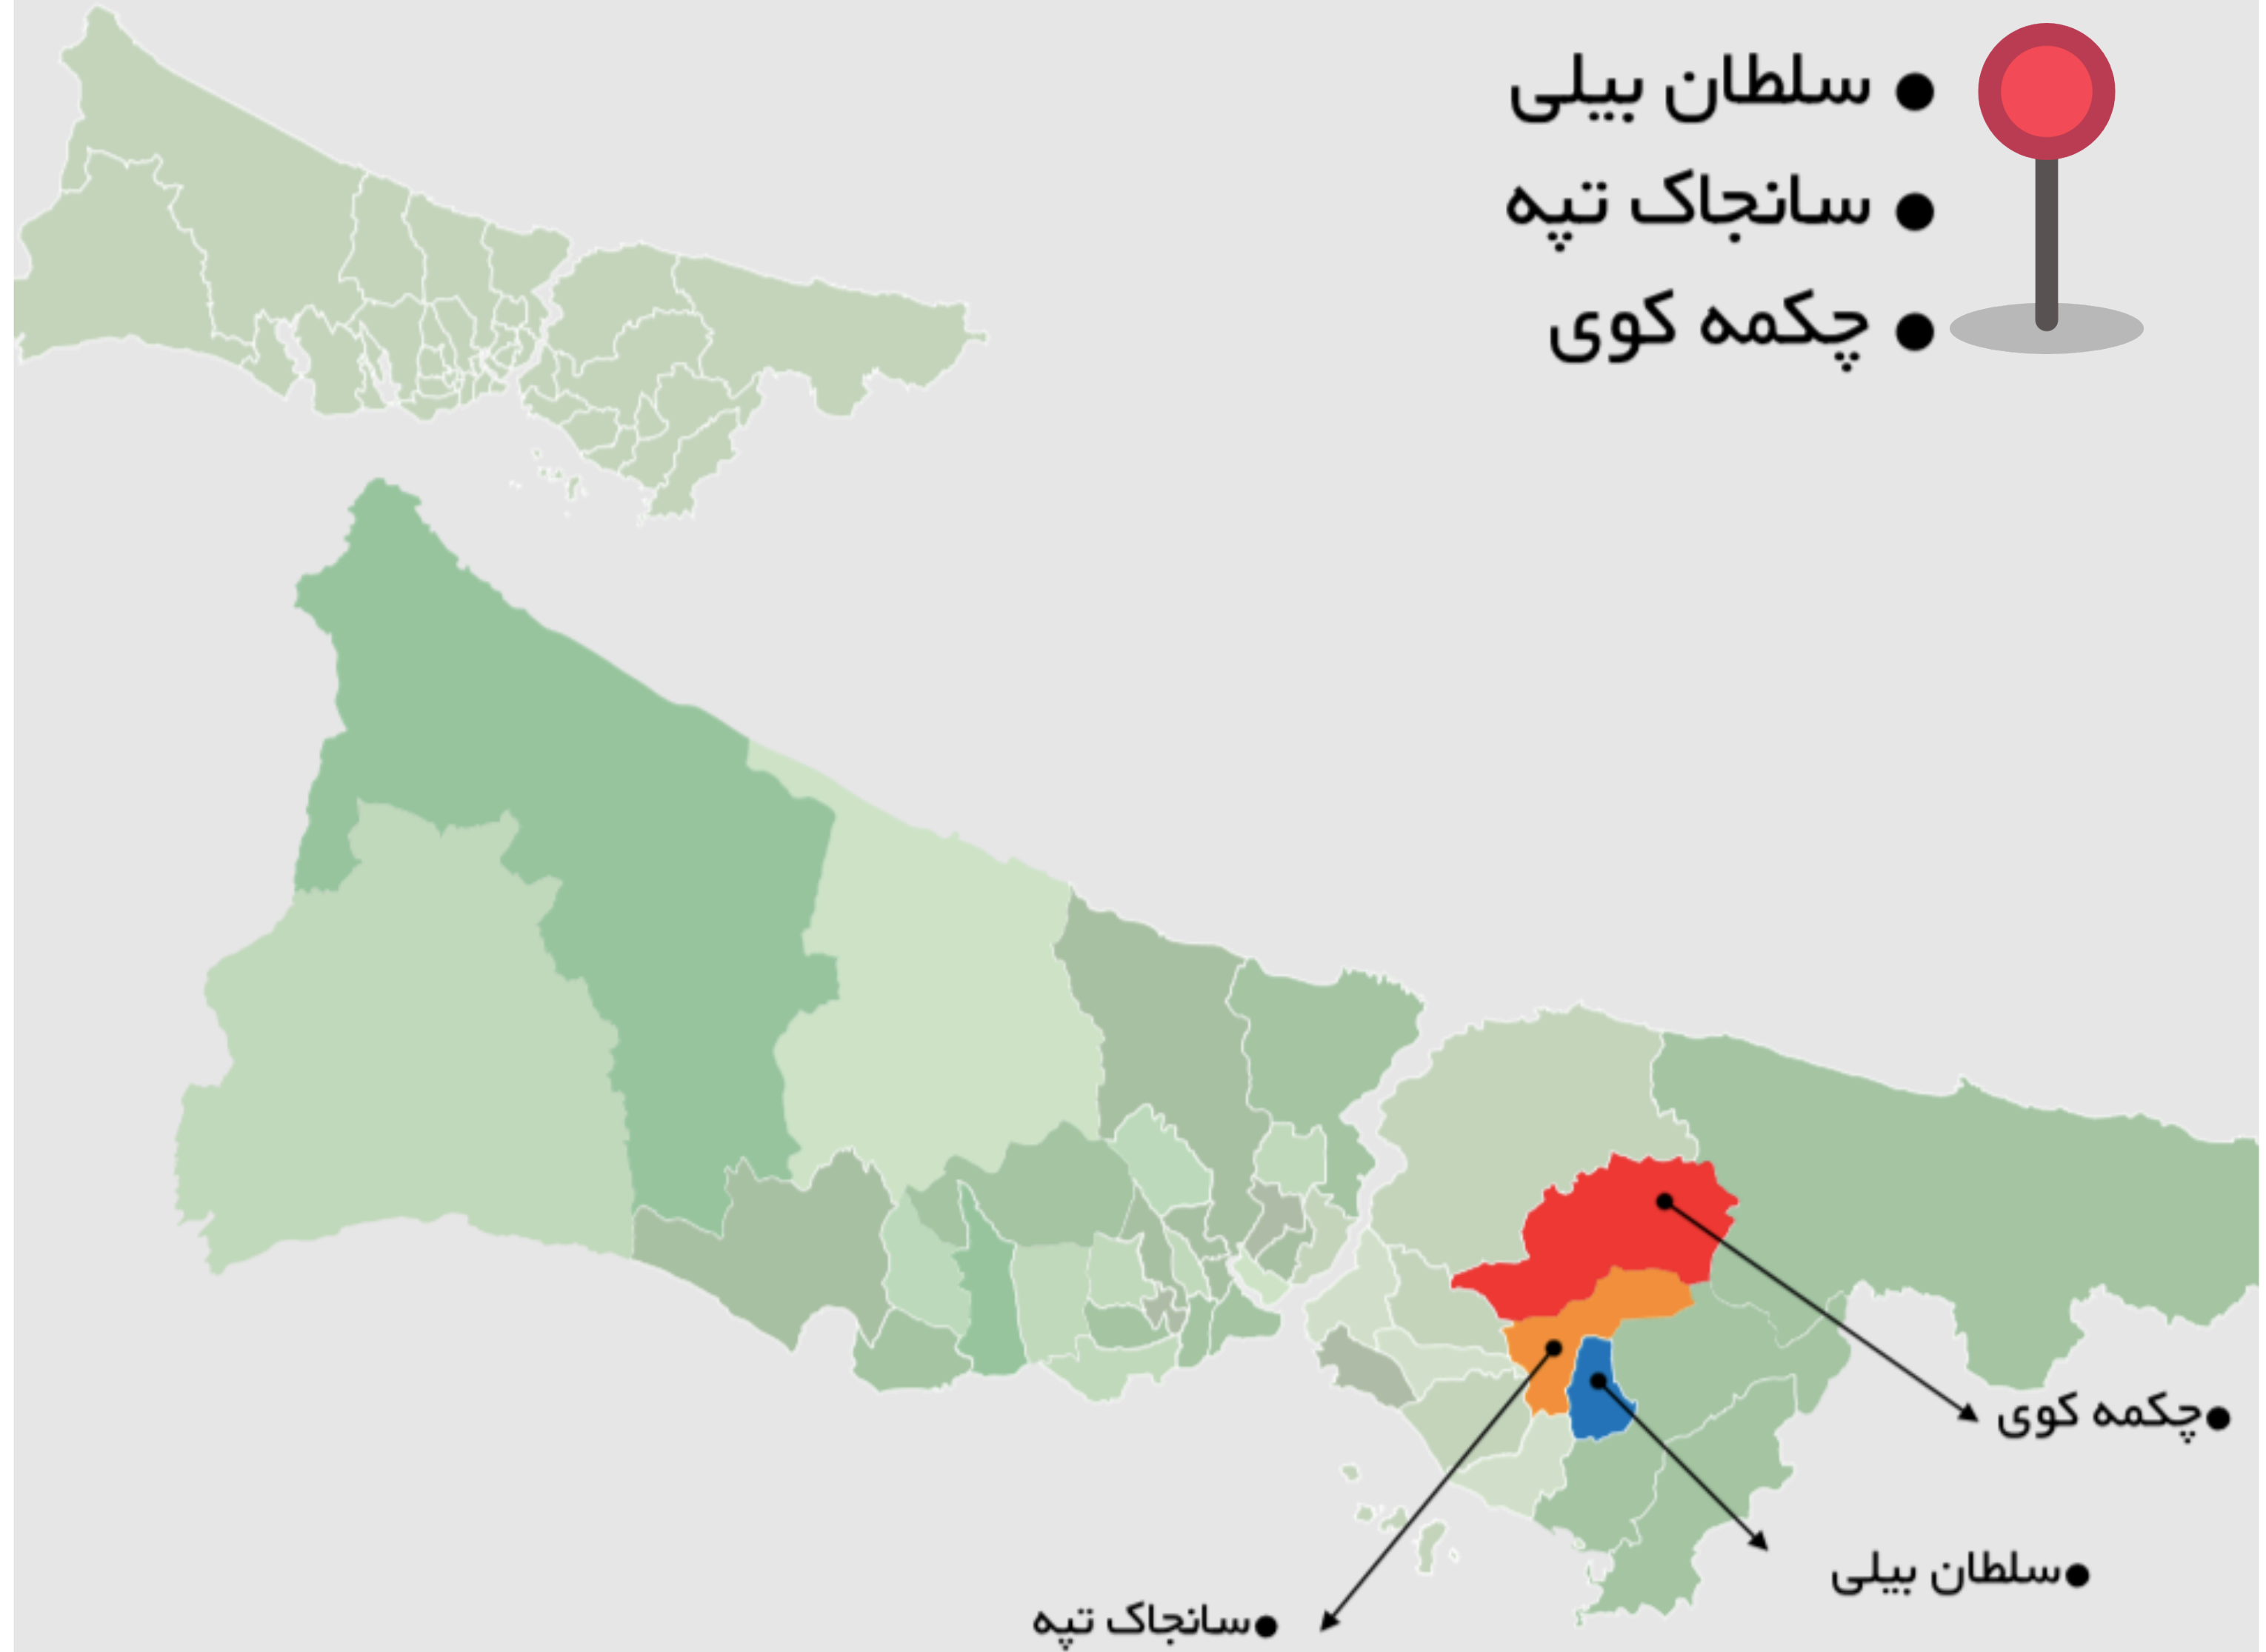 ● سلطان بیلی
● سانجاک تپه
● چکمه کوی
●چکمه کوی
●سلطان بیلی
●سانجاک تپه